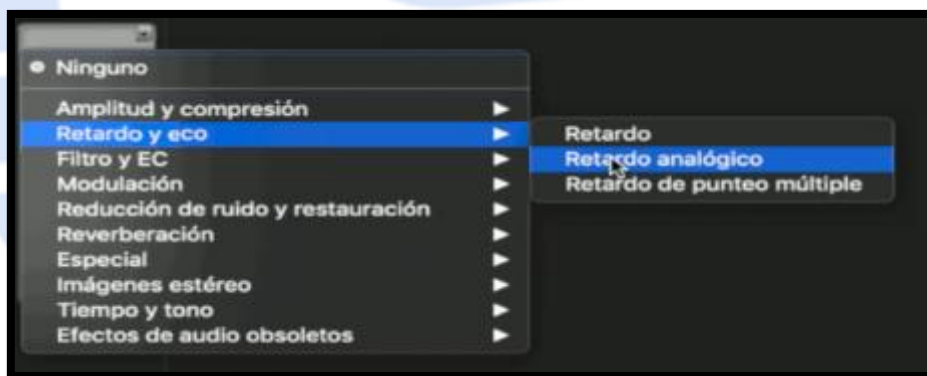 Ninguno
Amplitud y compresión
Retardo y eco
Filtro y EC
Modulación
Reducción de ruido y restauración
Reverberación
Especial
Imágenes estéreo
Tiempo y tono
Efectos de audio obsoletos
Retardo
Retardo analógico
Retardo de punteo múltiple